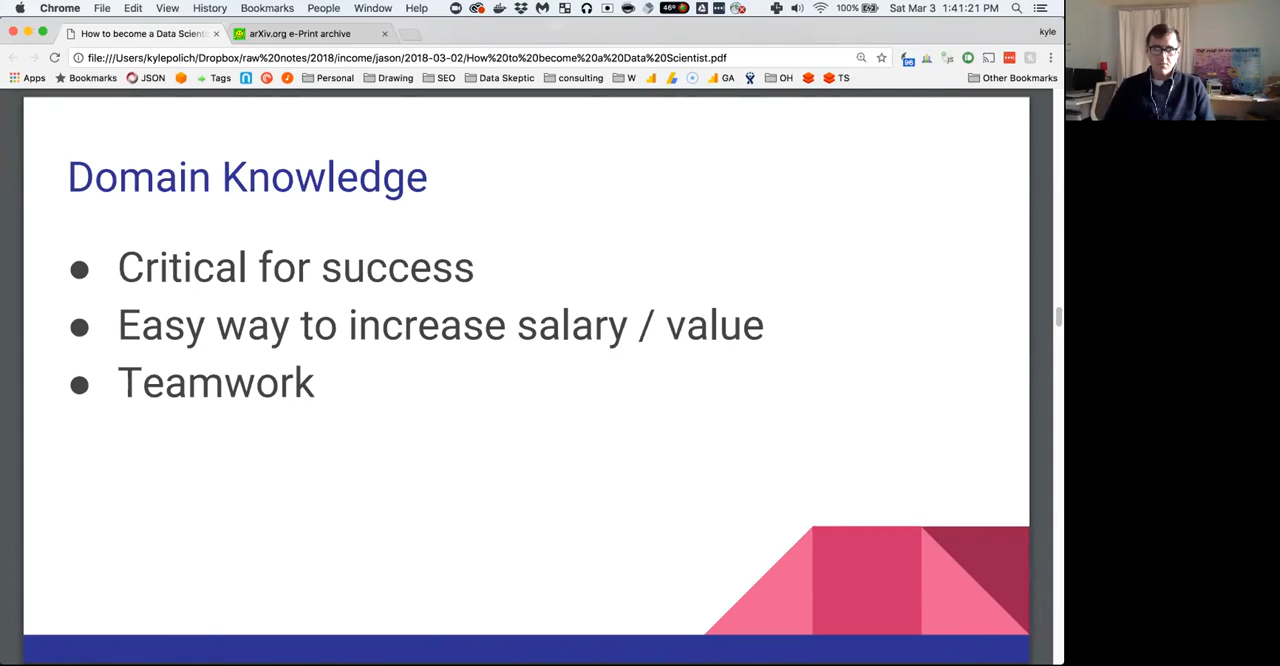 Chrome File Edit View History Bookmarks People Window Help 46° 100% Sat Mar 3 1:41:21 PM
How to become a Data Scienti arXiv.org e-Print archive kyle
file:///Users/kylepolich/Dropbox/raw%20notes/2018/income/jason/2018-03-02/How%20to%20become%20a%20Data%20Scientist.pdf 96
Apps Bookmarks JSON Tags Personal Drawing SEO Data Skeptic consulting W GA OH TS Other Bookmarks
Domain Knowledge
● Critical for success
● Easy way to increase salary / value
● Teamwork